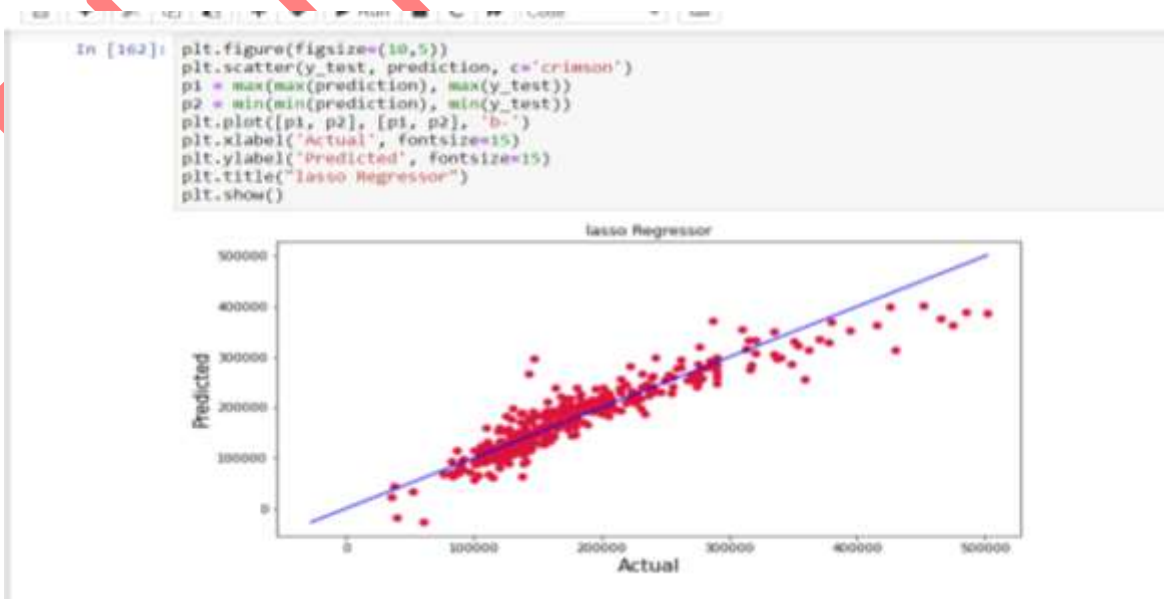 Run Code
In [162]: plt.figure(figsize=(10,5))
plt.scatter(y_test, prediction, c='crimson')
p1 = max(max(prediction), max(y_test))
p2 = min(min(prediction), min(y_test))
plt.plot([p1, p2], [p1, p2], 'b-')
plt.xlabel('Actual', fontsize=15)
plt.ylabel('Predicted', fontsize=15)
plt.title("lasso Regressor")
plt.show()
lasso Regressor
500000
400000
300000
200000
100000
0
Predicted
0 100000 200000 300000 400000 500000
Actual